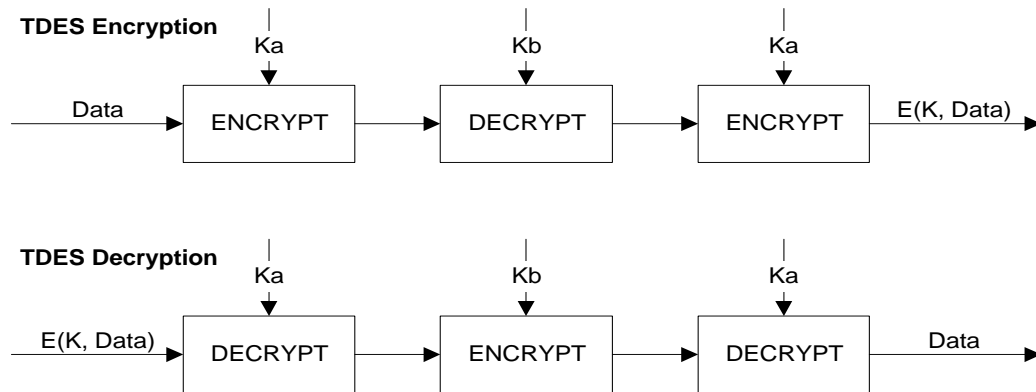 TDES Encryption
Ka Kb Ka
Data ENCRYPT DECRYPT ENCRYPT E(K, Data)
TDES Decryption
Ka Kb Ka
E(K, Data) DECRYPT ENCRYPT DECRYPT Data